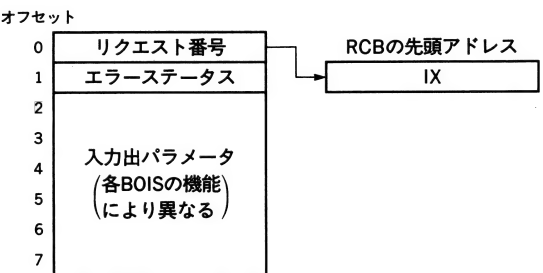 オフセット
0 リクエスト番号
RCBの先頭アドレス
1 エラーステータス
IX
2
3
入力出パラメータ
4
(各BOISの機能
5
により異なる)
6
7